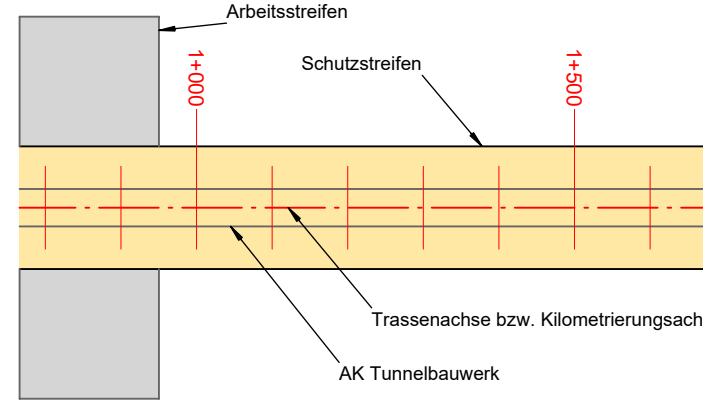 Arbeitsstreifen
Schutzstreifen
1+000
1+500
Trassenachse bzw. Kilometrierungsach
AK Tunnelbauwerk